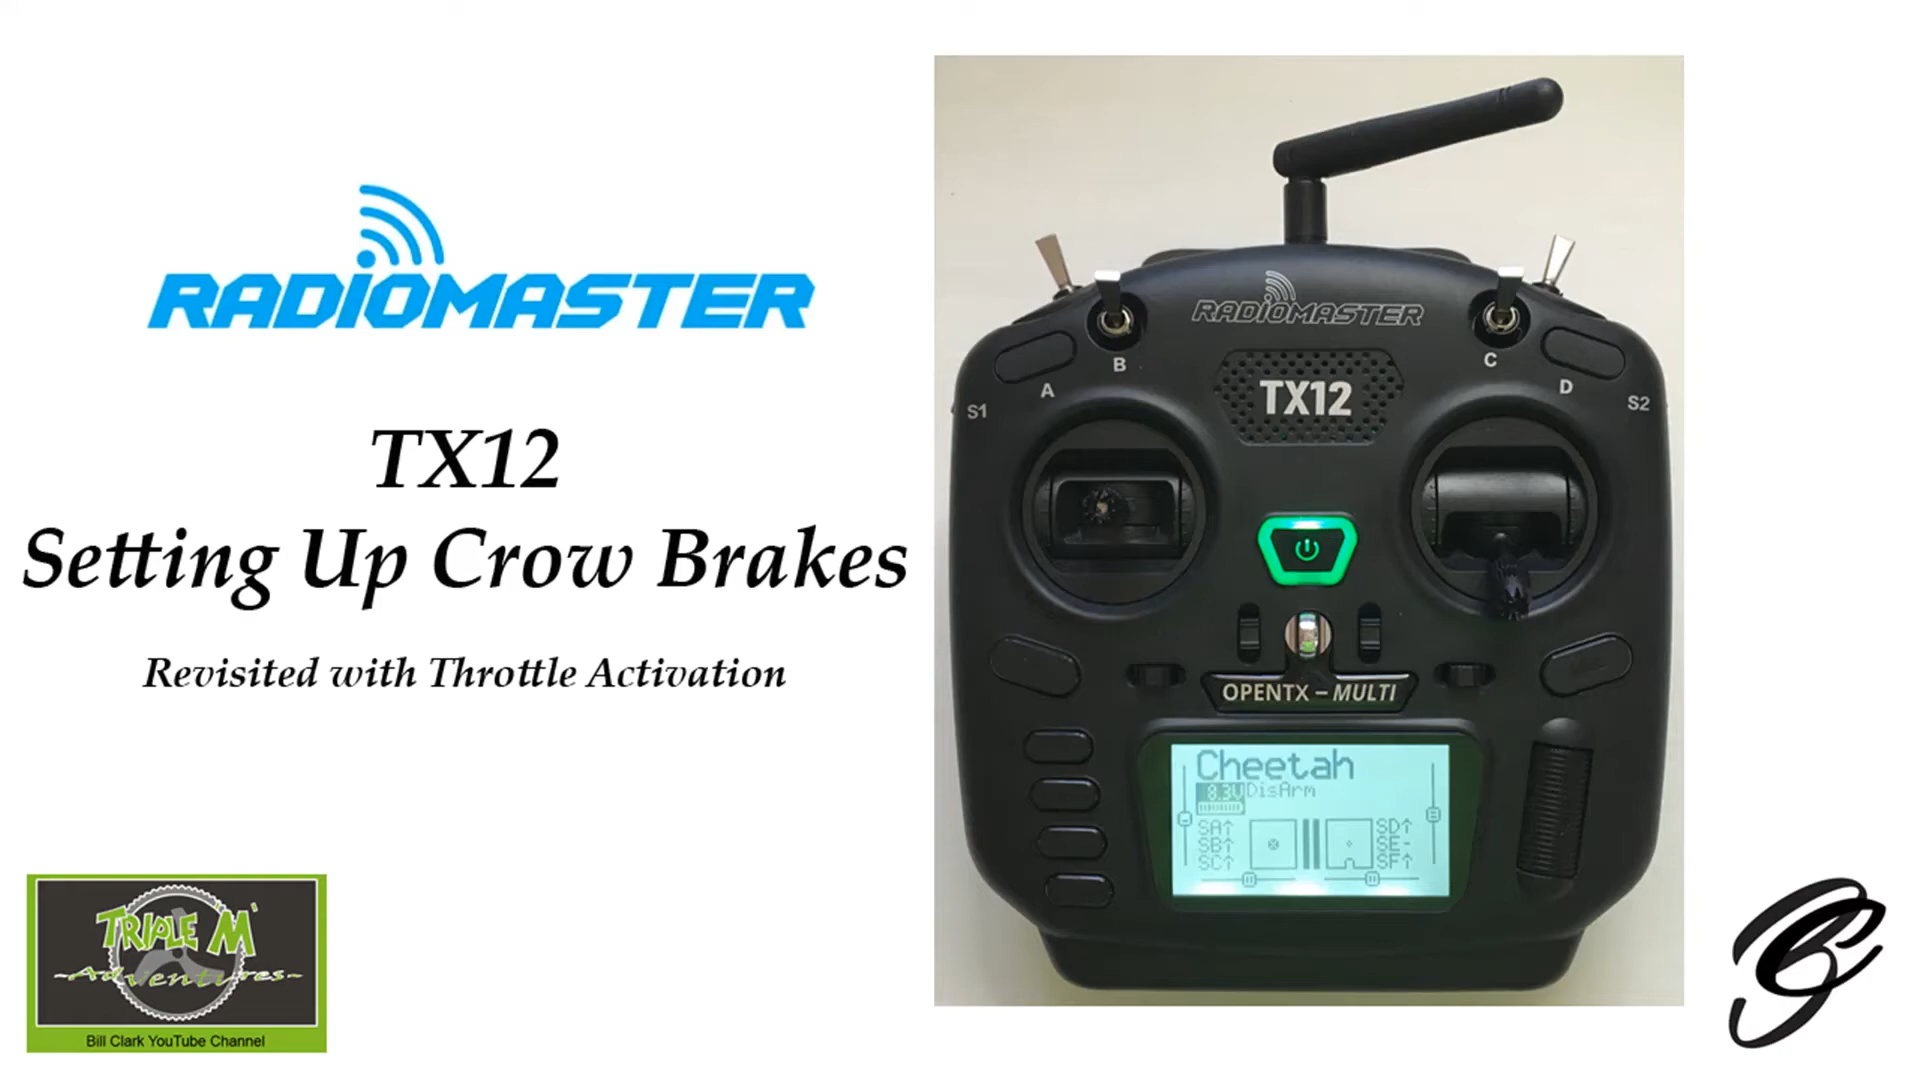 RADIOMASTER
TX12
Setting Up Crow Brakes
Revisited with Throttle Activation
TRIPLE 'M'
-Adventures-
Bill Clark YouTube Channel
RADIOMASTER
TX12
A
B
C
D
S1
S2
OPENTX – MULTI
Cheetah
8.3V DisArm
SA↑
SB↑
SC↑
SD↑
SE-
SF↑